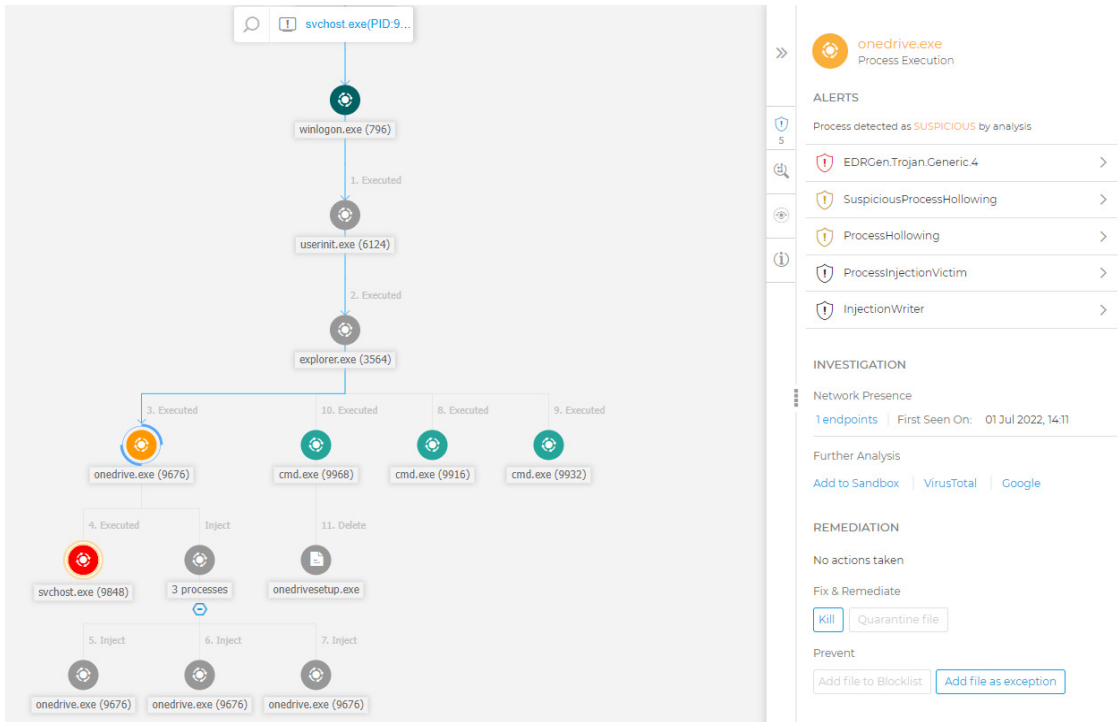 svchost.exe(PID:9...
winlogon.exe (796)
1. Executed
userinit.exe (6124)
2. Executed
explorer.exe (3564)
3. Executed
10. Executed
8. Executed
9. Executed
onedrive.exe (9676)
cmd.exe (9968)
cmd.exe (9916)
cmd.exe (9932)
4. Executed
Inject
11. Delete
svchost.exe (9848)
3 processes
onedrivesetup.exe
5. Inject
6. Inject
7. Inject
onedrive.exe (9676)
onedrive.exe (9676)
onedrive.exe (9676)
5
onedrive.exe
Process Execution
ALERTS
Process detected as SUSPICIOUS by analysis
EDRGen.Trojan.Generic.4
SuspiciousProcessHollowing
ProcessHollowing
ProcessInjectionVictim
InjectionWriter
INVESTIGATION
Network Presence
1 endpoints First Seen On: 01 Jul 2022, 14:11
Further Analysis
Add to Sandbox VirusTotal Google
REMEDIATION
No actions taken
Fix & Remediate
Kill Quarantine file
Prevent
Add file to Blocklist Add file as exception